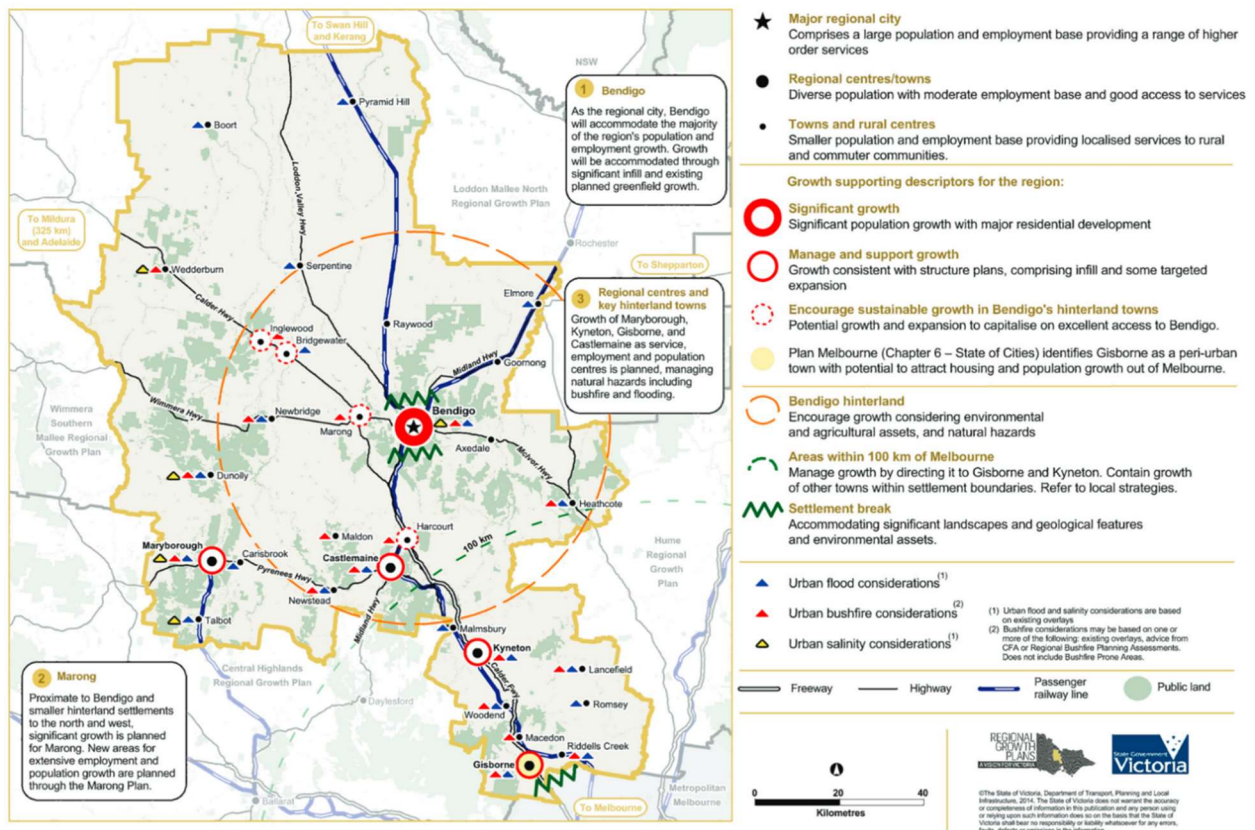 To Swan Hill
and Kerang
NSW
Pyramid Hill
Boort
Loddon Valley Hwy
Loddon Mallee North
Regional Growth Plan
To Mildura
(325 km)
and Adelaide
Rochester
To Shepparton
Wedderburn
Serpentine
Elmore
Calder Hwy
Inglewood
Bridgewater
Raywood
Midland Hwy
Goornong
Wimmera Hwy
Wimmera
Southern
Mallee Regional
Growth Plan
Newbridge
Marong
Bendigo
Axedale
McIvor Hwy
Dunolly
Heathcote
Harcourt
Maldon
100 km
Maryborough
Carisbrook
Castlemaine
Pyrenees Hwy
Newstead
Hume
Regional
Growth
Plan
Talbot
Midland Hwy
Malmsbury
Kyneton
Calder Fwy
Central Highlands
Regional Growth Plan
Lancefield
Daylesford
Romsey
Woodend
Macedon
Riddells Creek
Gisborne
Metropolitan
Melbourne
Ballarat
To Melbourne
1 Bendigo
As the regional city, Bendigo
will accommodate the majority
of the region's population and
employment growth. Growth
will be accommodated through
significant infill and existing
planned greenfield growth.
3 Regional centres and
key hinterland towns
Growth of Maryborough,
Kyneton, Gisborne, and
Castlemaine as service,
employment and population
centres is planned, managing
natural hazards including
bushfire and flooding.
2 Marong
Proximate to Bendigo and
smaller hinterland settlements
to the north and west,
significant growth is planned
for Marong. New areas for
extensive employment and
population growth are planned
through the Marong Plan.
Major regional city
Comprises a large population and employment base providing a range of higher
order services
Regional centres/towns
Diverse population with moderate employment base and good access to services
Towns and rural centres
Smaller population and employment base providing localised services to rural
and commuter communities.
Growth supporting descriptors for the region:
Significant growth
Significant population growth with major residential development
Manage and support growth
Growth consistent with structure plans, comprising infill and some targeted
expansion
Encourage sustainable growth in Bendigo's hinterland towns
Potential growth and expansion to capitalise on excellent access to Bendigo.
Plan Melbourne (Chapter 6 – State of Cities) identifies Gisborne as a peri-urban
town with potential to attract housing and population growth out of Melbourne.
Bendigo hinterland
Encourage growth considering environmental
and agricultural assets, and natural hazards
Areas within 100 km of Melbourne
Manage growth by directing it to Gisborne and Kyneton. Contain growth
of other towns within settlement boundaries. Refer to local strategies.
Settlement break
Accommodating significant landscapes and geological features
and environmental assets.
Urban flood considerations(1)
Urban bushfire considerations(2)
Urban salinity considerations(1)
(1) Urban flood and salinity considerations are based
on existing overlays
(2) Bushfire considerations may be based on one or
more of the following: existing overlays, advice from
CFA or Regional Bushfire Planning Assessments.
Does not include Bushfire Prone Areas.
Freeway
Highway
Passenger
railway line
Public land
0 20 40
Kilometres
REGIONAL
GROWTH
PLANS
A VISION FOR VICTORIA
State Government
Victoria
©The State of Victoria, Department of Transport, Planning and Local
Infrastructure, 2014. The State of Victoria does not warrant the accuracy
or completeness of information in this publication and any person using
or relying upon such information does so on the basis that the State of
Victoria shall bear no responsibility or liability whatsoever for any errors,